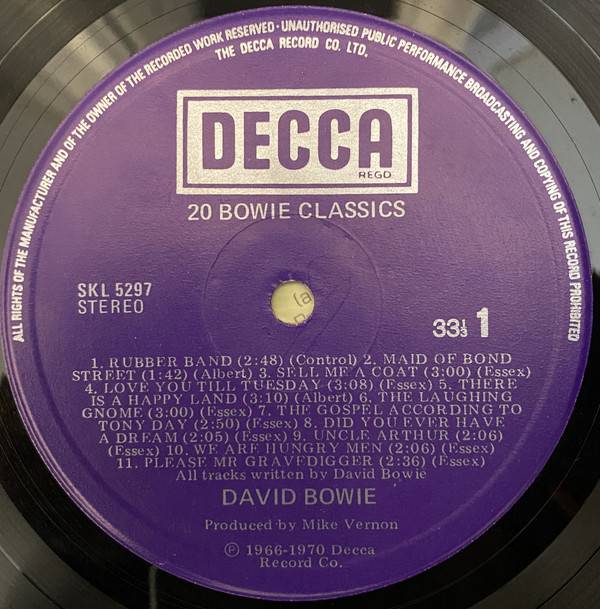 ALL RIGHTS OF THE MANUFACTURER AND OF THE OWNER OF THE RECORDED WORK RESERVED · UNAUTHORISED PUBLIC PERFORMANCE BROADCASTING AND COPYING OF THIS RECORD PROHIBITED
THE DECCA RECORD CO. LTD.
DECCA
REGD
20 BOWIE CLASSICS
SKL 5297
STEREO
33⅓ 1
1. RUBBER BAND (2:48) (Control) 2. MAID OF BOND
STREET (1:42) (Albert) 3. SELL ME A COAT (3:00) (Essex)
4. LOVE YOU TILL TUESDAY (3:08) (Essex) 5. THERE
IS A HAPPY LAND (3:10) (Albert) 6. THE LAUGHING
GNOME (3:00) (Essex) 7. THE GOSPEL ACCORDING TO
TONY DAY (2:50) (Essex) 8. DID YOU EVER HAVE
A DREAM (2:05) (Essex) 9. UNCLE ARTHUR (2:06)
(Essex) 10. WE ARE HUNGRY MEN (2:06) (Essex)
11. PLEASE MR GRAVEDIGGER (2:36) (Essex)
All tracks written by David Bowie
DAVID BOWIE
Produced by Mike Vernon
℗ 1966-1970 Decca
Record Co.